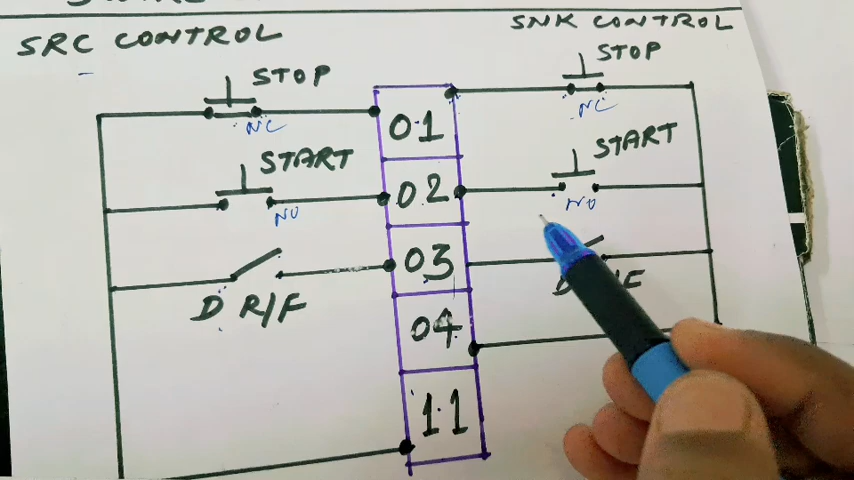 SRC CONTROL
SNK CONTROL
STOP
NC
01
STOP
NC
START
NO
02
START
NO
D R/F
03
04
11